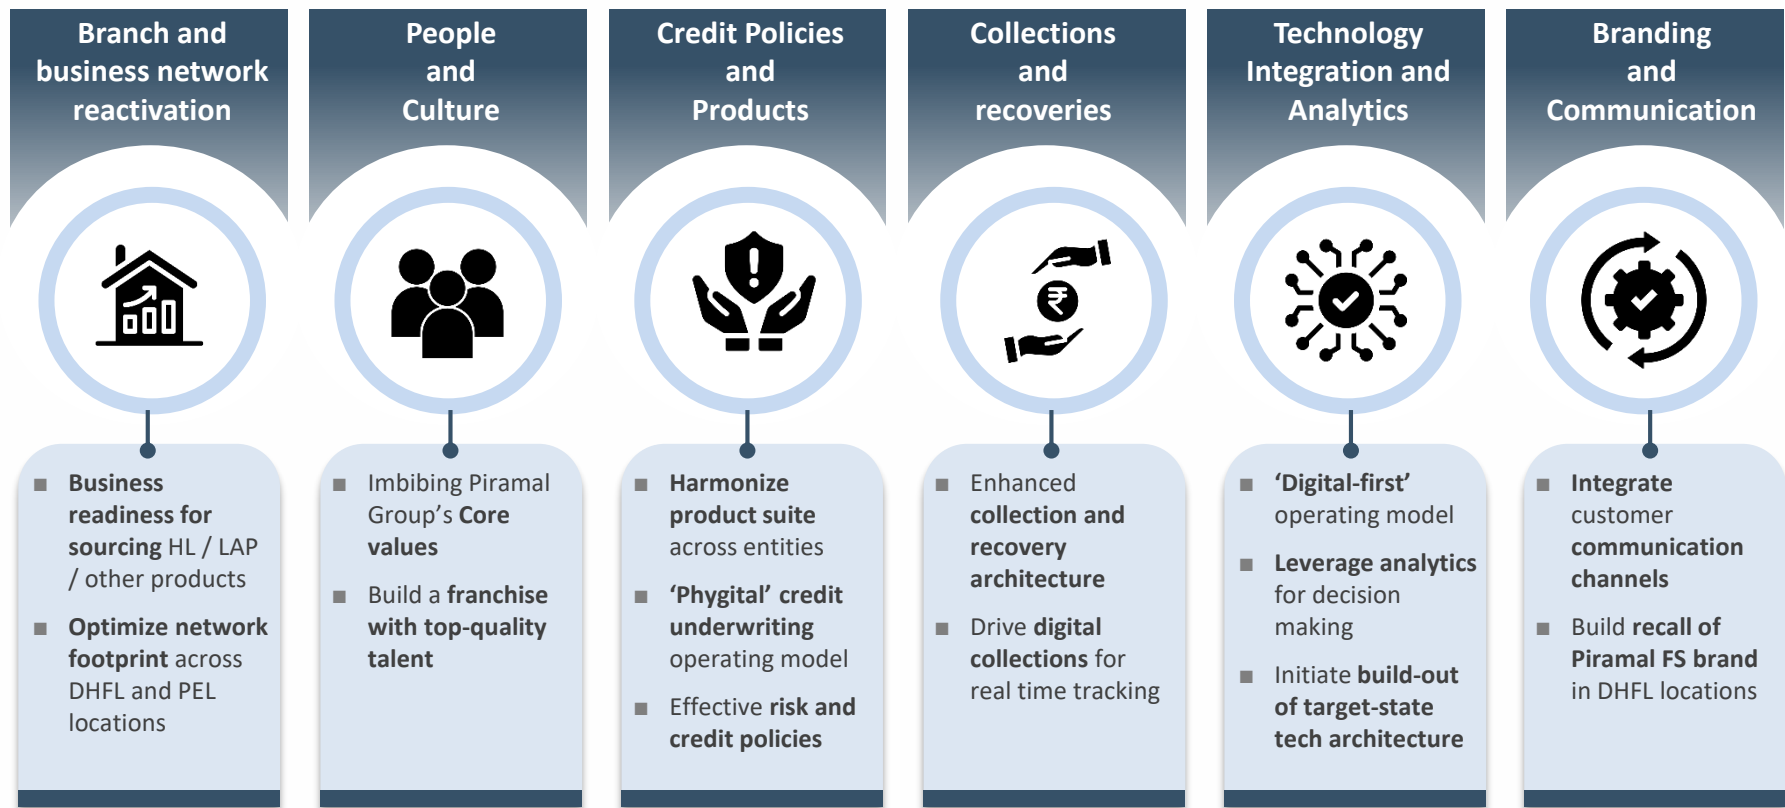 Branch and
business network
reactivation
■ Business
readiness for
sourcing HL / LAP
/ other products
■ Optimize network
footprint across
DHFL and PEL
locations
People
and
Culture
■ Imbibing Piramal
Group’s Core
values
■ Build a franchise
with top-quality
talent
Credit Policies
and
Products
■ Harmonize
product suite
across entities
■ ‘Phygital’ credit
underwriting
operating model
■ Effective risk and
credit policies
Collections
and
recoveries
₹
■ Enhanced
collection and
recovery
architecture
■ Drive digital
collections for
real time tracking
Technology
Integration and
Analytics
■ ‘Digital-first’
operating model
■ Leverage analytics
for decision
making
■ Initiate build-out
of target-state
tech architecture
Branding
and
Communication
■ Integrate
customer
communication
channels
■ Build recall of
Piramal FS brand
in DHFL locations